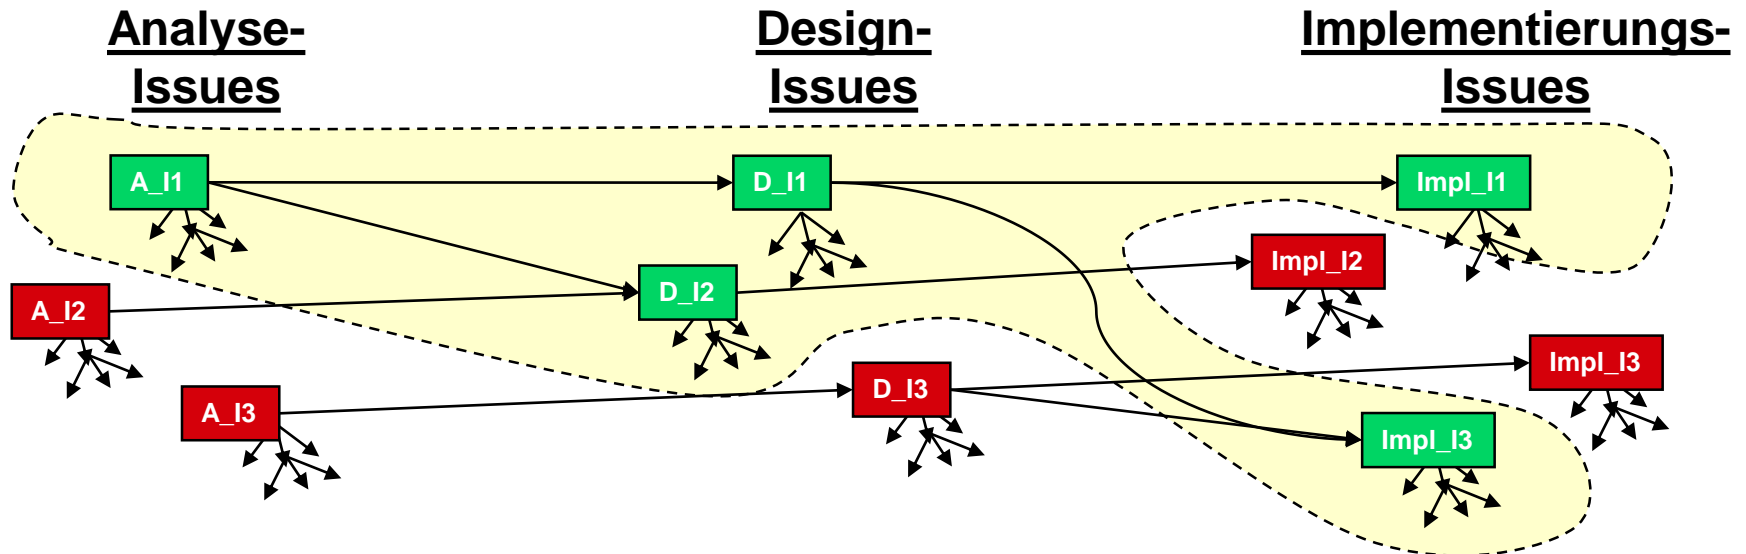 Analyse-
Issues
Design-
Issues
Implementierungs-
Issues
A_I1
D_I1
Impl_I1
Impl_I2
D_I2
A_I2
Impl_I3
D_I3
A_I3
Impl_I3